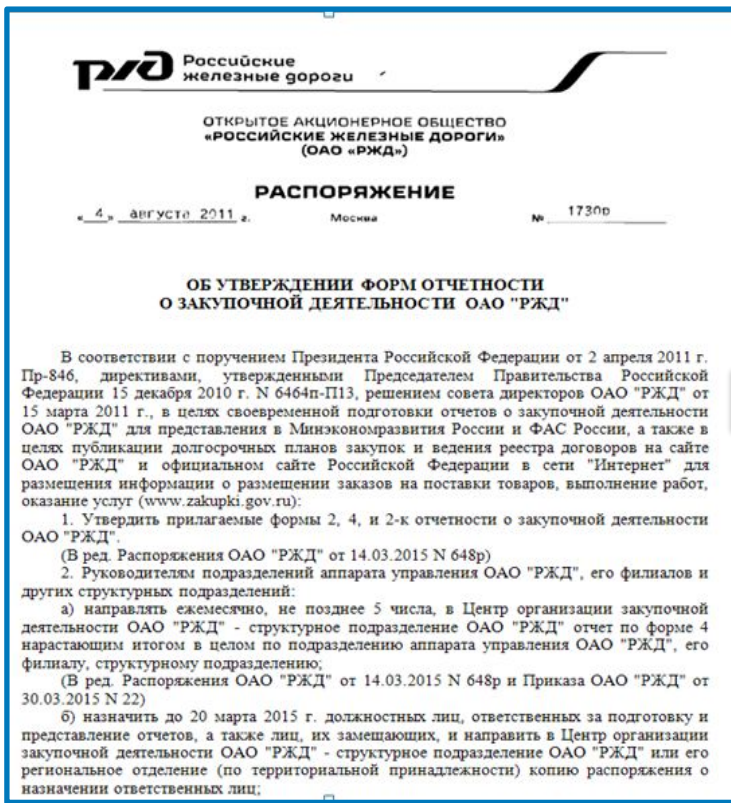 ржд Российские
железные дороги
ОТКРЫТОЕ АКЦИОНЕРНОЕ ОБЩЕСТВО
«РОССИЙСКИЕ ЖЕЛЕЗНЫЕ ДОРОГИ»
(ОАО «РЖД»)
РАСПОРЯЖЕНИЕ
« 4 » августа 2011 г. Москва № 1730р
ОБ УТВЕРЖДЕНИИ ФОРМ ОТЧЕТНОСТИ
О ЗАКУПОЧНОЙ ДЕЯТЕЛЬНОСТИ ОАО "РЖД"
В соответствии с поручением Президента Российской Федерации от 2 апреля 2011 г.
Пр-846, директивами, утвержденными Председателем Правительства Российской
Федерации 15 декабря 2010 г. N 6464п-П13, решением совета директоров ОАО "РЖД" от
15 марта 2011 г., в целях своевременной подготовки отчетов о закупочной деятельности
ОАО "РЖД" для представления в Минэкономразвития России и ФАС России, а также в
целях публикации долгосрочных планов закупок и ведения реестра договоров на сайте
ОАО "РЖД" и официальном сайте Российской Федерации в сети "Интернет" для
размещения информации о размещении заказов на поставки товаров, выполнение работ,
оказание услуг (www.zakupki.gov.ru):
1. Утвердить прилагаемые формы 2, 4, и 2-к отчетности о закупочной деятельности
ОАО "РЖД".
(В ред. Распоряжения ОАО "РЖД" от 14.03.2015 N 648р)
2. Руководителям подразделений аппарата управления ОАО "РЖД", его филиалов и
других структурных подразделений:
а) направлять ежемесячно, не позднее 5 числа, в Центр организации закупочной
деятельности ОАО "РЖД" - структурное подразделение ОАО "РЖД" отчет по форме 4
нарастающим итогом в целом по подразделению аппарата управления ОАО "РЖД", его
филиалу, структурному подразделению;
(В ред. Распоряжения ОАО "РЖД" от 14.03.2015 N 648р и Приказа ОАО "РЖД" от
30.03.2015 N 22)
б) назначить до 20 марта 2015 г. должностных лиц, ответственных за подготовку и
представление отчетов, а также лиц, их замещающих, и направить в Центр организации
закупочной деятельности ОАО "РЖД" - структурное подразделение ОАО "РЖД" или его
региональное отделение (по территориальной принадлежности) копию распоряжения о
назначении ответственных лиц;